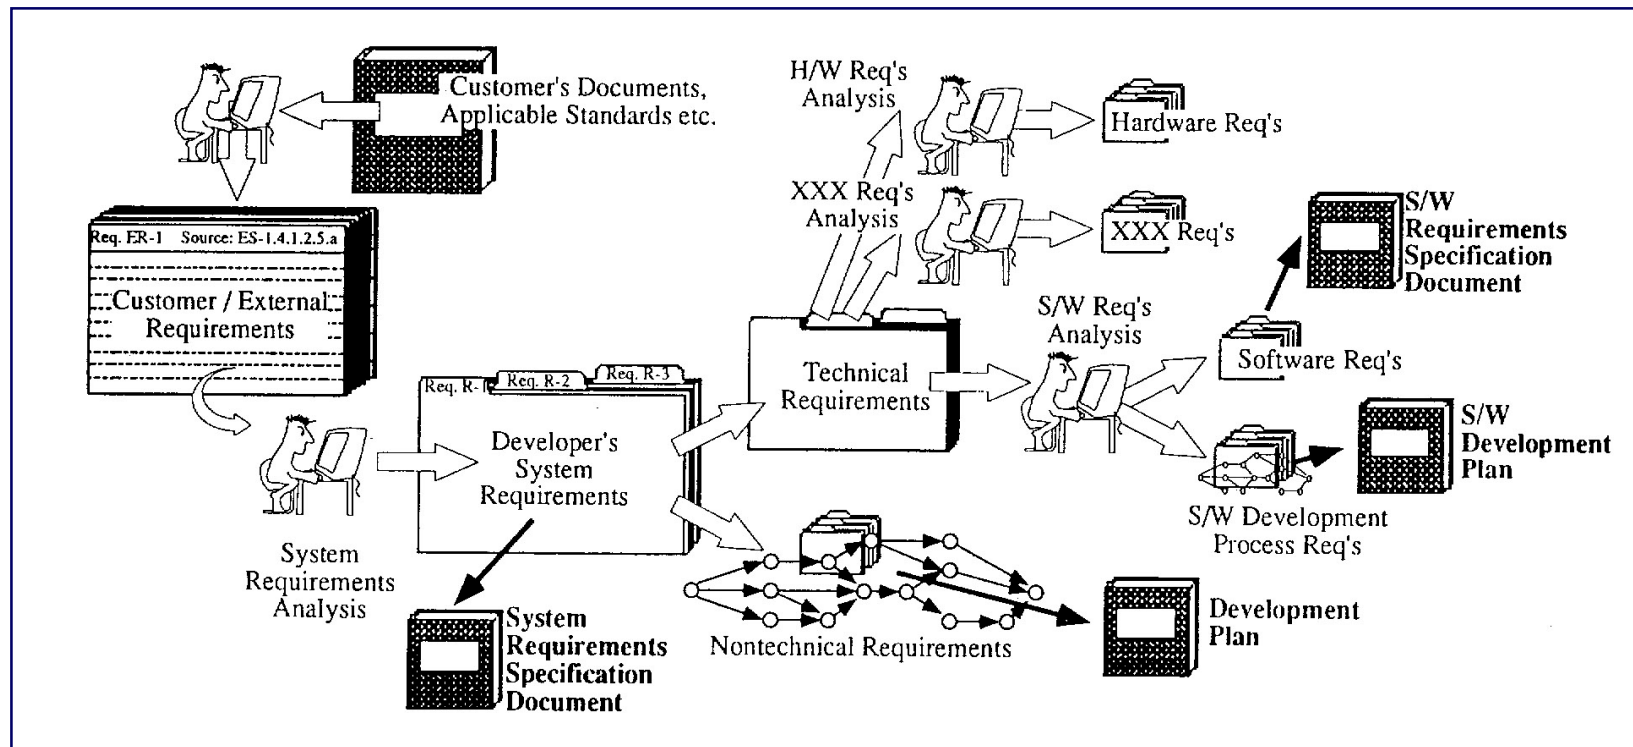 Customer's Documents,
Applicable Standards etc.
Req. ER-1 Source: ES-1.4.1.2.5.a
Customer / External
Requirements
System
Requirements
Analysis
Req. R-
Req. R-2
Req. R-3
Developer's
System
Requirements
System
Requirements
Specification
Document
H/W Req's
Analysis
Hardware Req's
XXX Req's
Analysis
XXX Req's
Technical
Requirements
S/W Req's
Analysis
Software Req's
S/W
Requirements
Specification
Document
S/W
Development
Plan
S/W Development
Process Req's
Nontechnical Requirements
Development
Plan